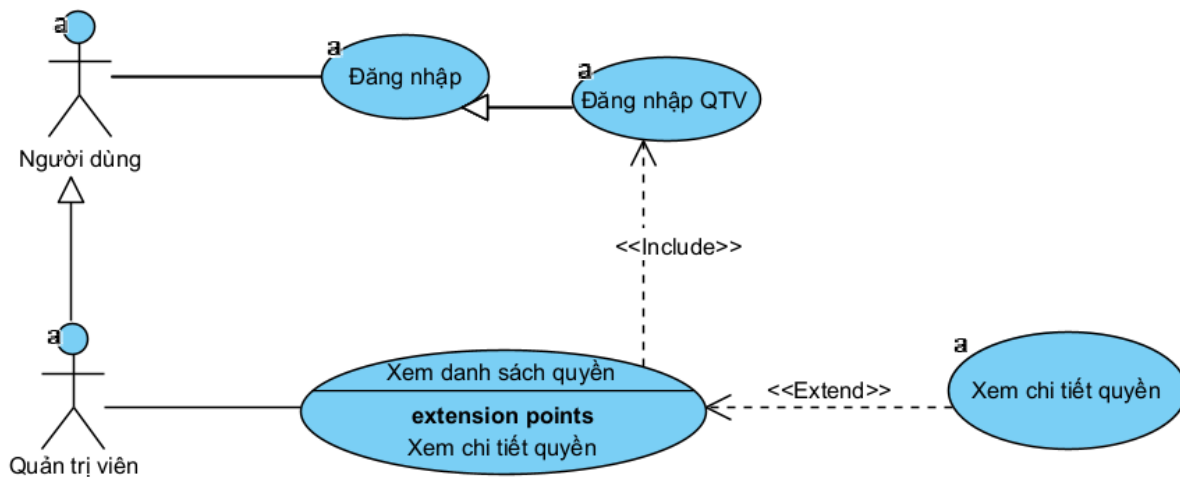 a
Đăng nhập
a
Đăng nhập QTV
a
Người dùng
<<Include>>
a
Quản trị viên
Xem danh sách quyền
extension points
Xem chi tiết quyền
<<Extend>>
a
Xem chi tiết quyền